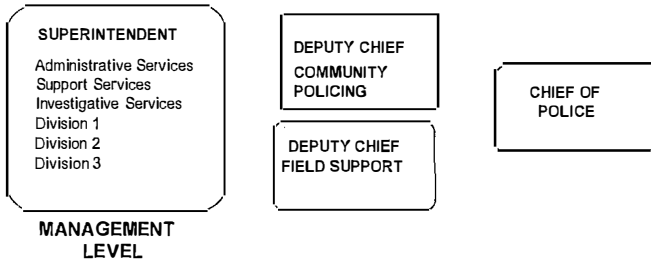 SUPERINTENDENT
Administrative Services
Support Services
Investigative Services
Division 1
Division 2
Division 3
MANAGEMENT
LEVEL
DEPUTY CHIEF
COMMUNITY
POLICING
DEPUTY CHIEF
FIELD SUPPORT
CHIEF OF
POLICE